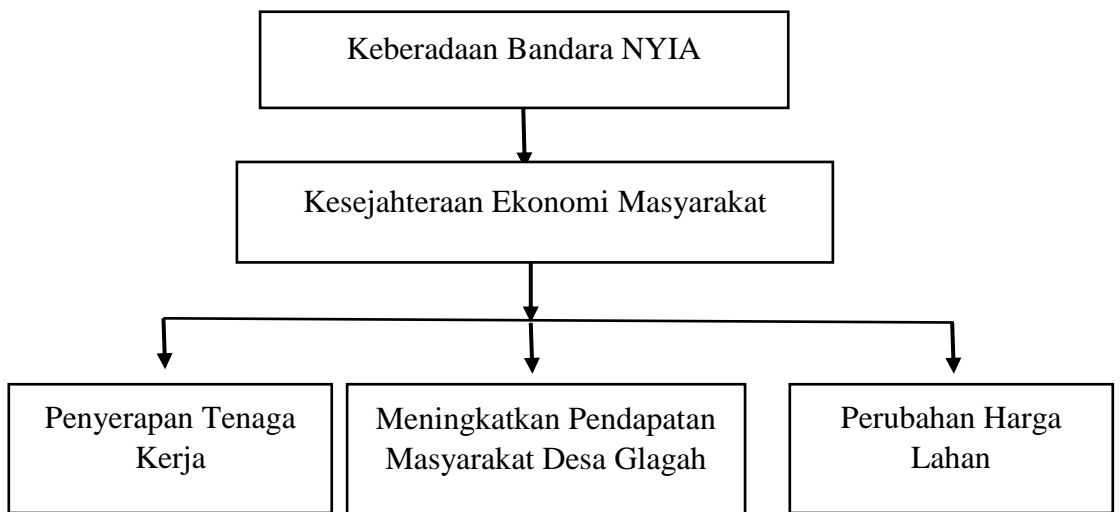 Keberadaan Bandara NYIA
Kesejahteraan Ekonomi Masyarakat
Penyerapan Tenaga
Kerja
Meningkatkan Pendapatan
Masyarakat Desa Glagah
Perubahan Harga
Lahan